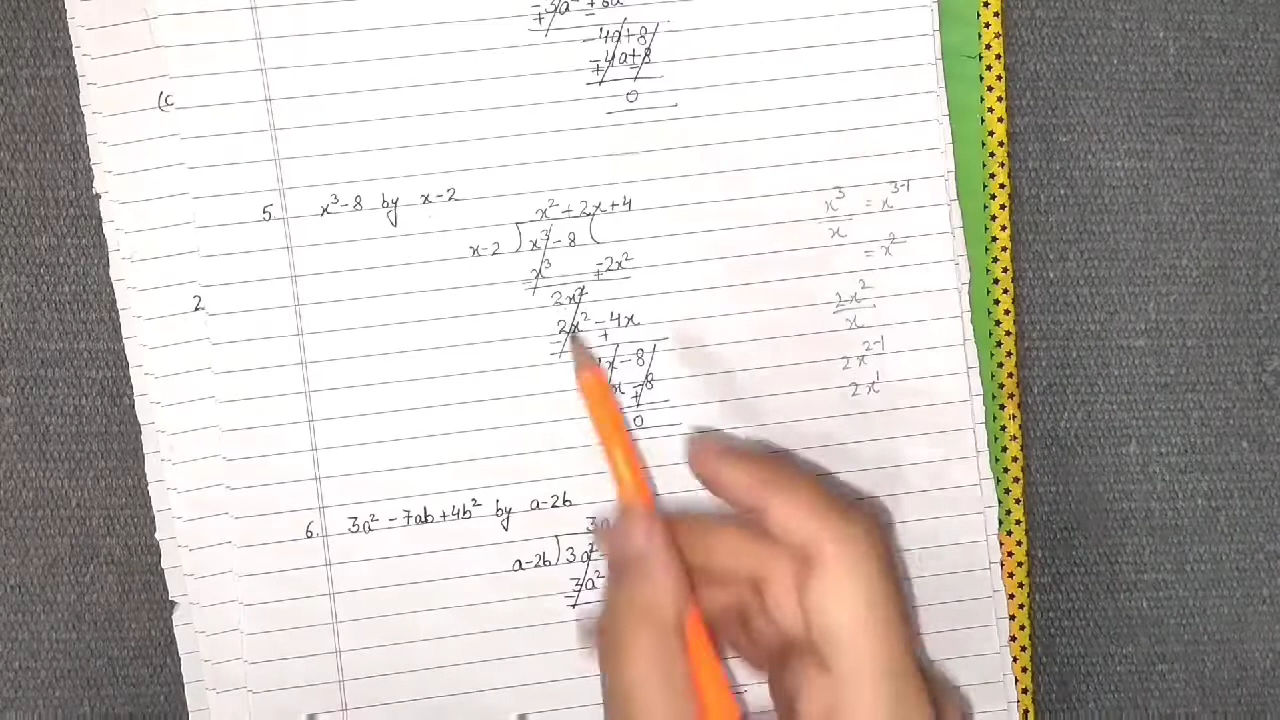 -4a+8
-4a+8
0
(c
5. x³-8 by x-2
x²+2x+4
x-2 ) x³-8 (
x³ -2x²
2x²
2
2x²-4x
x-8
x-8
0
x³/x = x³⁻¹
= x²
2x²/x
2x²⁻¹
2x¹
6. 3a²-7ab+4b² by a-2b
3a
a-2b ) 3a²
3a²